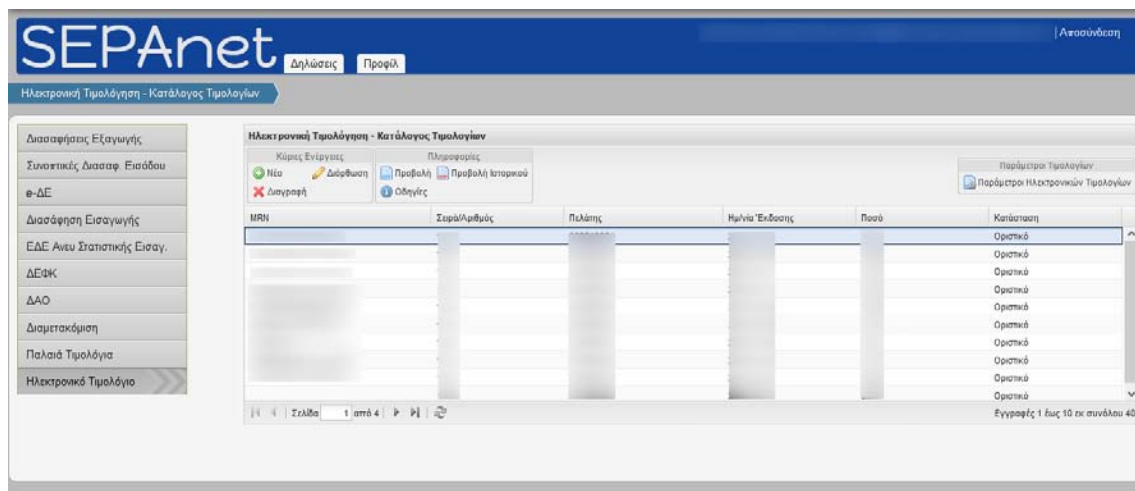 SEPAnet
Δηλώσεις
Προφίλ
| Αποσύνδεση
Ηλεκτρονική Τιμολόγηση - Κατάλογος Τιμολογίων
Διασαφήσεις Εξαγωγής
Συνοπτικές Διασαφ. Εισόδου
e-ΔΕ
Διασάφηση Εισαγωγής
ΕΔΕ Ανευ Στατιστικής Εισαγ.
ΔΕΦΚ
ΔΑΟ
Διαμετακόμιση
Παλαιά Τιμολόγια
Ηλεκτρονικό Τιμολόγιο
Ηλεκτρονική Τιμολόγηση - Κατάλογος Τιμολογίων
Κύριες Ενέργειες
Νέο Διόρθωση
Διαγραφή
Πληροφορίες
Προβολή Προβολή Ιστορικού
Οδηγίες
Παράμετροι Τιμολογίων
Παράμετροι Ηλεκτρονικών Τιμολογίων
MRN Σειρά/Αριθμός Πελάτης Ημ/νία Έκδοσης Ποσό Κατάσταση
Οριστικό
Οριστικό
Οριστικό
Οριστικό
Οριστικό
Οριστικό
Οριστικό
Οριστικό
Οριστικό
Οριστικό
Σελίδα 1 από 4
Εγγραφές 1 έως 10 εκ συνόλου 40